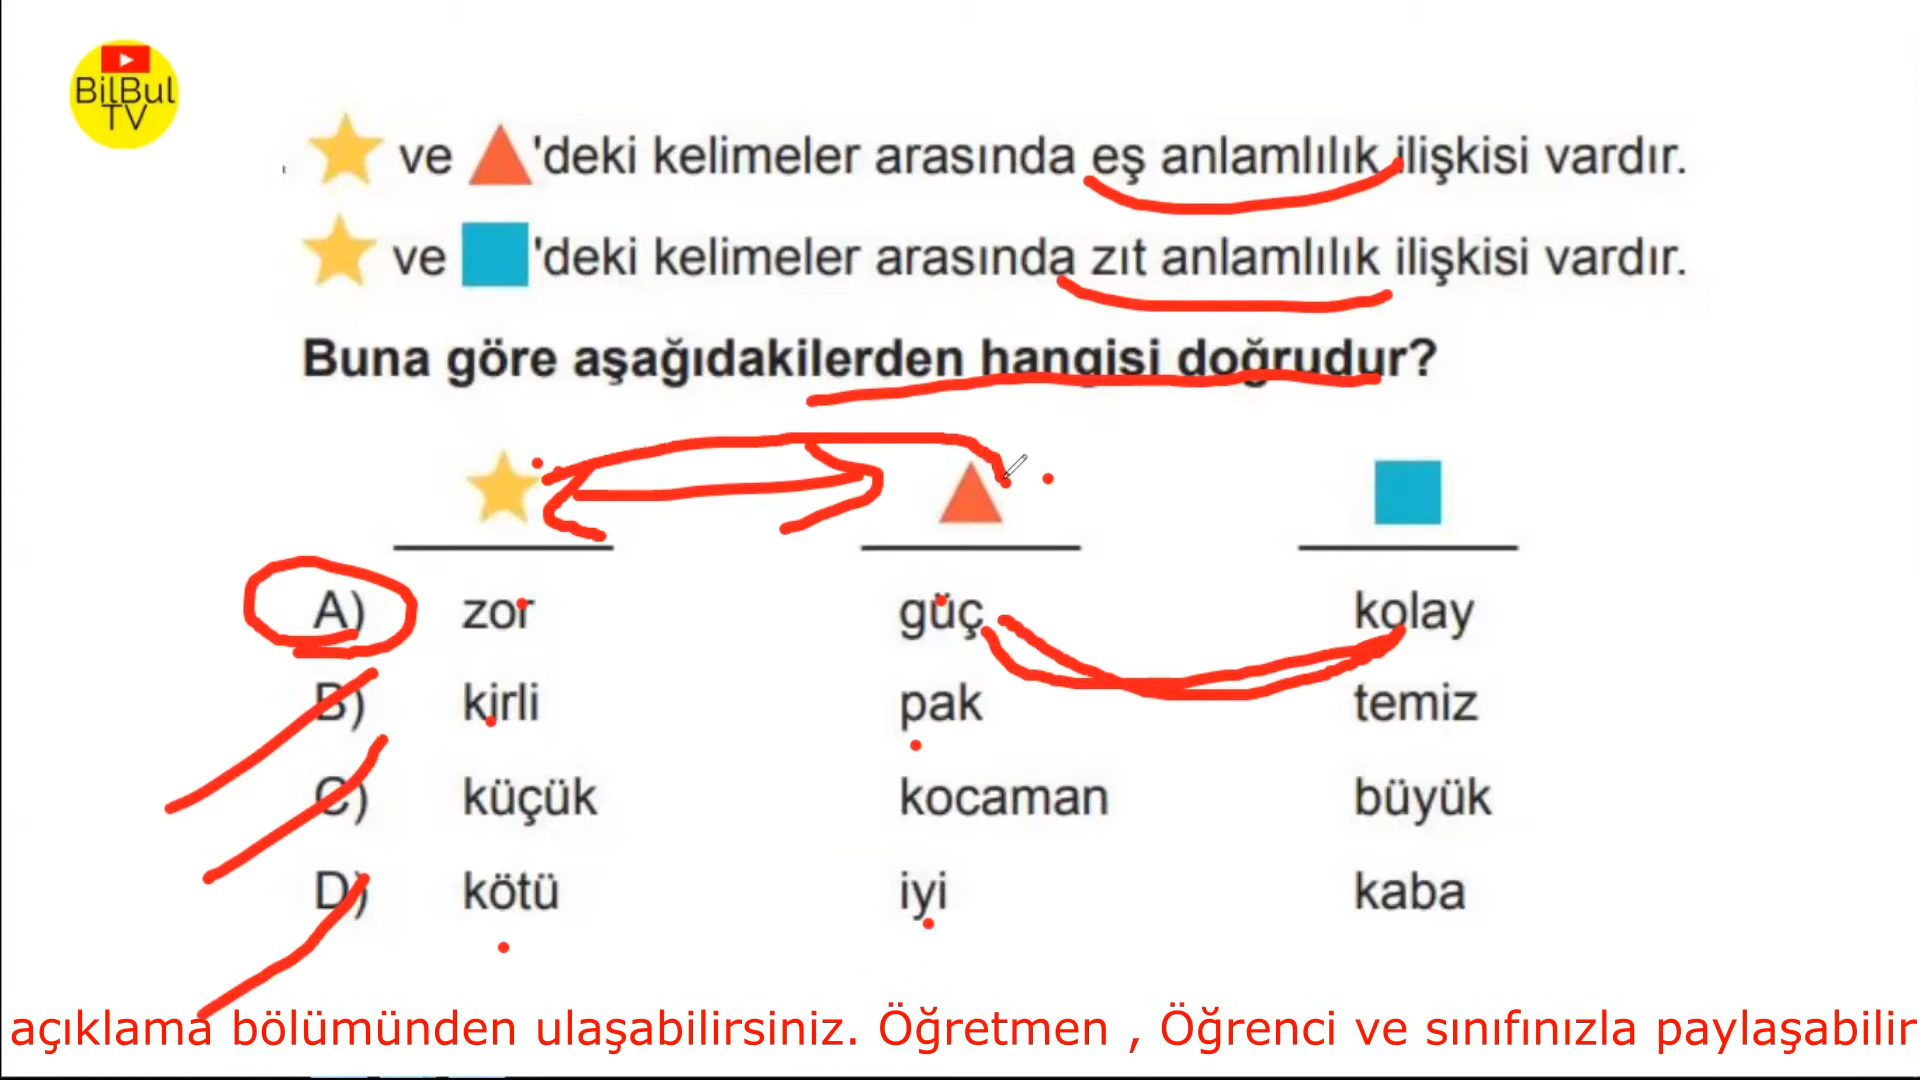 BilBul
TV
ve 'deki kelimeler arasında eş anlamlılık ilişkisi vardır.
ve 'deki kelimeler arasında zıt anlamlılık ilişkisi vardır.
Buna göre aşağıdakilerden hangisi doğrudur?
A) zor güç kolay
B) kirli pak temiz
C) küçük kocaman büyük
D) kötü iyi kaba
açıklama bölümünden ulaşabilirsiniz. Öğretmen , Öğrenci ve sınıfınızla paylaşabilir